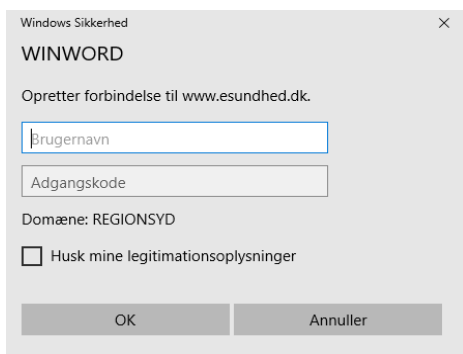 Windows Sikkerhed
WINWORD
Opretter forbindelse til www.esundhed.dk.
Brugernavn
Adgangskode
Domæne: REGIONSYD
Husk mine legitimationsoplysninger
OK
Annuller